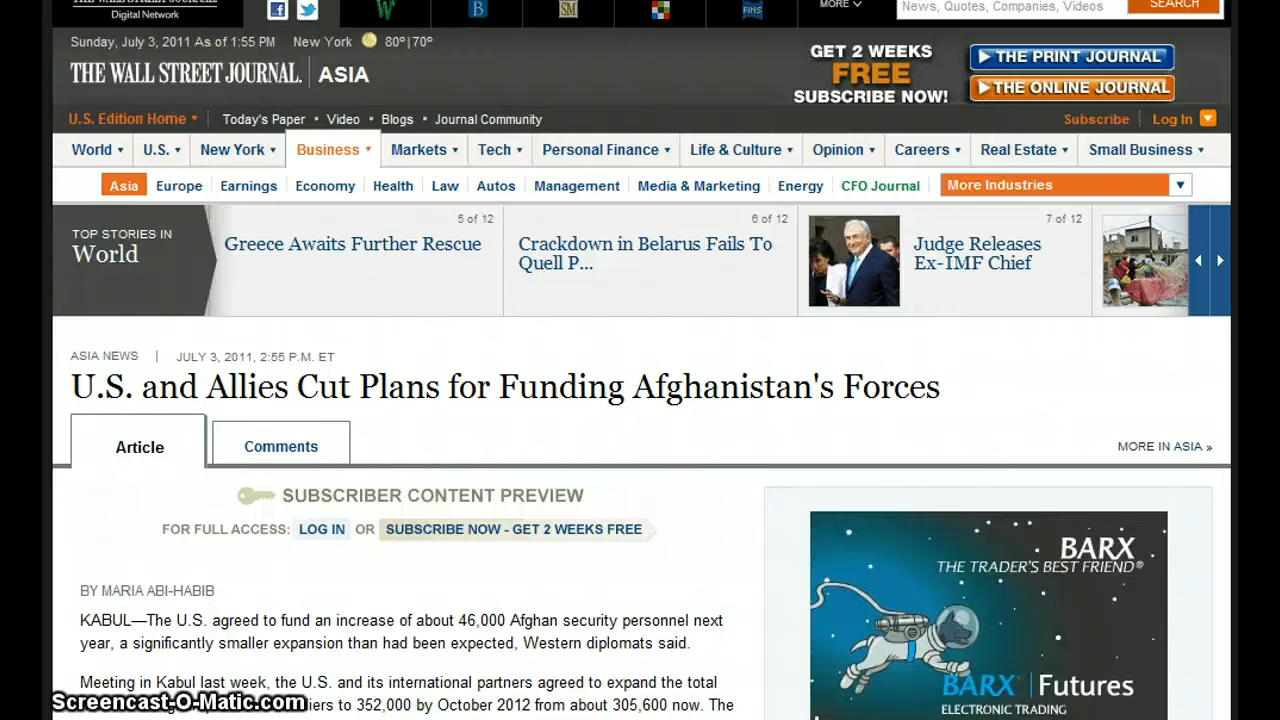 THE WALL STREET JOURNAL
Digital Network
MORE
News, Quotes, Companies, Videos
SEARCH
Sunday, July 3, 2011 As of 1:55 PM New York 80º|70º
THE WALL STREET JOURNAL. ASIA
GET 2 WEEKS
FREE
SUBSCRIBE NOW!
THE PRINT JOURNAL
THE ONLINE JOURNAL
U.S. Edition Home Today's Paper • Video • Blogs • Journal Community
Subscribe Log In
World U.S. New York Business Markets Tech Personal Finance Life & Culture Opinion Careers Real Estate Small Business
Asia Europe Earnings Economy Health Law Autos Management Media & Marketing Energy CFO Journal More Industries
TOP STORIES IN
World
5 of 12
Greece Awaits Further Rescue
6 of 12
Crackdown in Belarus Fails To
Quell P...
7 of 12
Judge Releases
Ex-IMF Chief
ASIA NEWS | JULY 3, 2011, 2:55 P.M. ET
U.S. and Allies Cut Plans for Funding Afghanistan's Forces
Article Comments
MORE IN ASIA »
SUBSCRIBER CONTENT PREVIEW
FOR FULL ACCESS: LOG IN OR SUBSCRIBE NOW - GET 2 WEEKS FREE
BY MARIA ABI-HABIB
KABUL—The U.S. agreed to fund an increase of about 46,000 Afghan security personnel next
year, a significantly smaller expansion than had been expected, Western diplomats said.
Meeting in Kabul last week, the U.S. and its international partners agreed to expand the total
to 352,000 by October 2012 from about 305,600 now. The
BARX
THE TRADER'S BEST FRIEND®
BARX | Futures
ELECTRONIC TRADING
Screencast-O-Matic.com